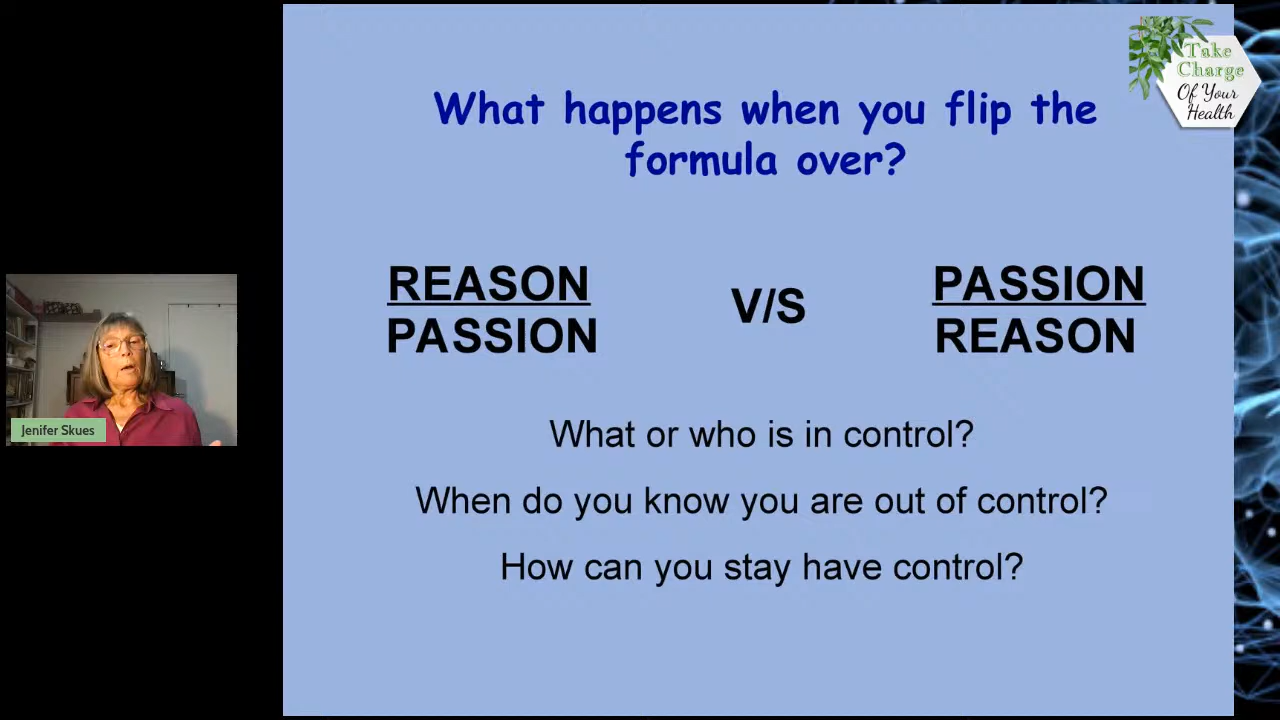 What happens when you flip the
formula over?
REASON
PASSION
V/S
PASSION
REASON
What or who is in control?
When do you know you are out of control?
How can you stay have control?
Take
Charge
Of Your
Health
Jenifer Skues